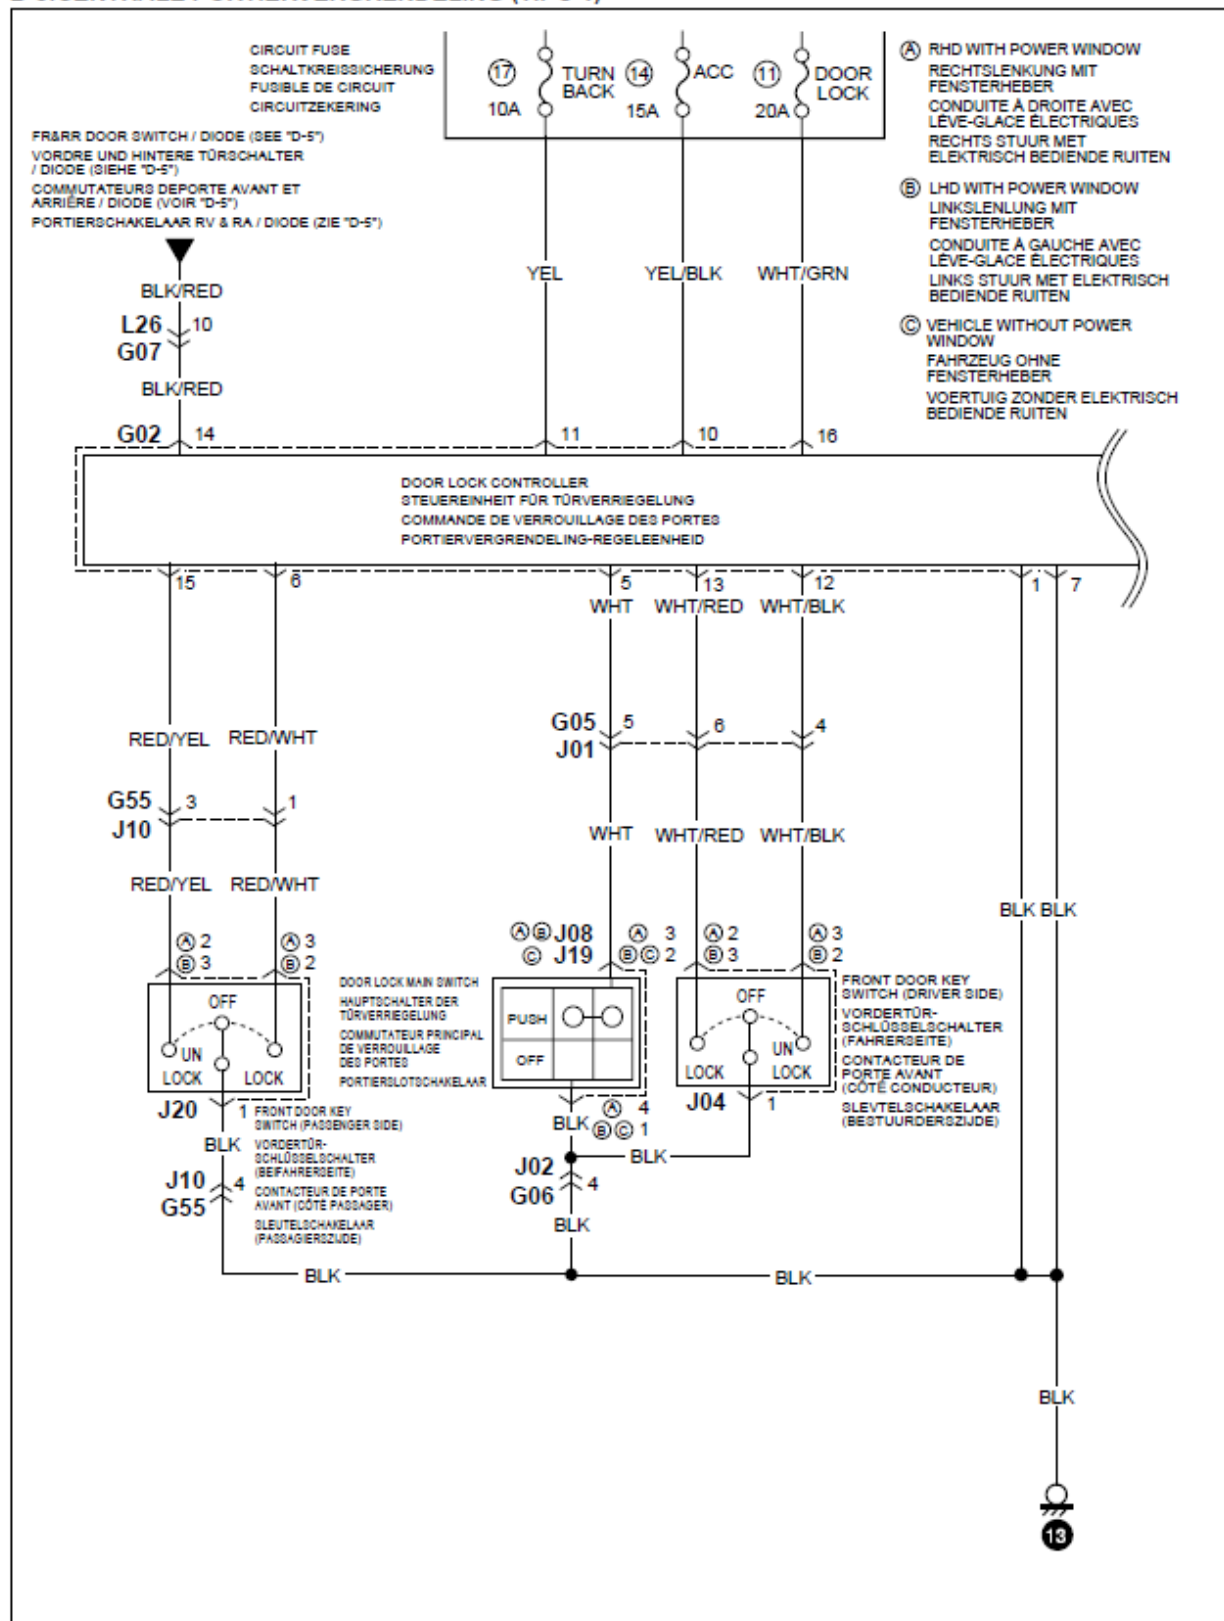 CIRCUIT FUSE
SCHALTKREISSICHERUNG
FUSIBLE DE CIRCUIT
CIRCUITZEKERING
17
10A
TURN
BACK
14
15A
ACC
11
20A
DOOR
LOCK
A RHD WITH POWER WINDOW
RECHTSLENKUNG MIT
FENSTERHEBER
CONDUITE À DROITE AVEC
LÈVE-GLACE ÉLECTRIQUES
RECHTS STUUR MET
ELEKTRISCH BEDIENDE RUITEN
B LHD WITH POWER WINDOW
LINKSLENLUNG MIT
FENSTERHEBER
CONDUITE À GAUCHE AVEC
LÈVE-GLACE ÉLECTRIQUES
LINKS STUUR MET ELEKTRISCH
BEDIENDE RUITEN
C VEHICLE WITHOUT POWER
WINDOW
FAHRZEUG OHNE
FENSTERHEBER
VOERTUIG ZONDER ELEKTRISCH
BEDIENDE RUITEN
FR&RR DOOR SWITCH / DIODE (SEE "D-5")
VORDRE UND HINTERE TÜRSCHALTER
/ DIODE (SIEHE "D-5")
COMMUTATEURS DEPORTE AVANT ET
ARRIÈRE / DIODE (VOIR "D-5")
PORTIERSCHAKELAAR RV & RA / DIODE (ZIE "D-5")
BLK/RED YEL YEL/BLK WHT/GRN
L26 10
G07
BLK/RED
G02 14 11 10 16
DOOR LOCK CONTROLLER
STEUEREINHEIT FÜR TÜRVERRIEGELUNG
COMMANDE DE VERROUILLAGE DES PORTES
PORTIERVERGRENDELING-REGELEENHEID
15 6 5 13 12 1 7
WHT WHT/RED WHT/BLK
G05 5 6 4
J01
RED/YEL RED/WHT
G55 3 1
J10
WHT WHT/RED WHT/BLK
RED/YEL RED/WHT
BLK BLK
A 2 A 3
B 3 B 2
A B J08 A 3
C J19 B C 2
A 2 A 3
B 3 B 2
OFF
UN
LOCK LOCK
J20 1
FRONT DOOR KEY
SWITCH (PASSENGER SIDE)
VORDERTÜR-
SCHLÜSSELSCHALTER
(BEIFAHRERSEITE)
CONTACTEUR DE PORTE
AVANT (CÔTÉ PASSAGER)
SLEUTELSCHAKELAAR
(PASSAGIERSZIJDE)
DOOR LOCK MAIN SWITCH
HAUPTSCHALTER DER
TÜRVERRIEGELUNG
COMMUTATEUR PRINCIPAL
DE VERROUILLAGE
DES PORTES
PORTIERSLOTSCHAKELAAR
PUSH
OFF
OFF
UN
LOCK LOCK
J04 1
FRONT DOOR KEY
SWITCH (DRIVER SIDE)
VORDERTÜR-
SCHLÜSSELSCHALTER
(FAHRERSEITE)
CONTACTEUR DE
PORTE AVANT
(CÔTÉ CONDUCTEUR)
SLEVTELSCHAKELAAR
(BESTUURDERSZIJDE)
BLK
J10 4
G55
A 4
BLK B C 1
BLK
J02
G06 4
BLK
BLK
BLK
BLK
13